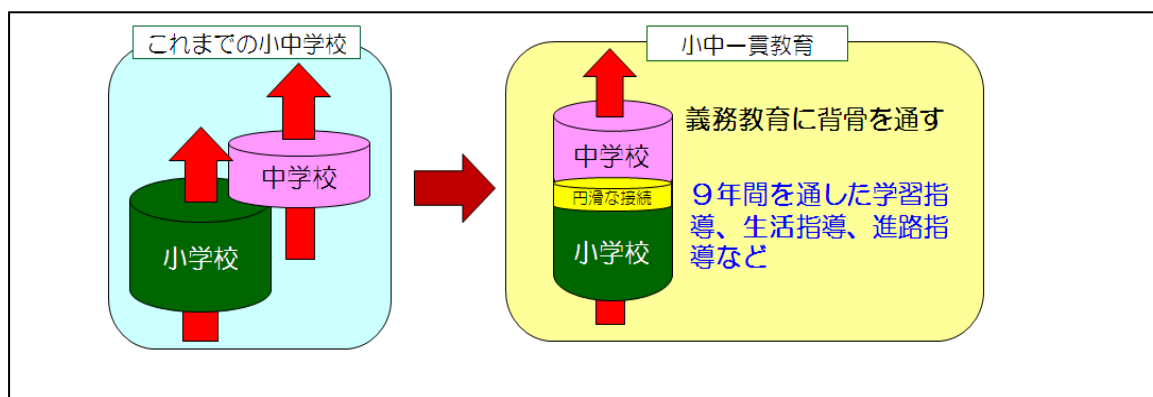 これまでの小中学校
中学校
小学校
小中一貫教育
義務教育に背骨を通す
中学校
円滑な接続
小学校
９年間を通した学習指
導、生活指導、進路指
導など